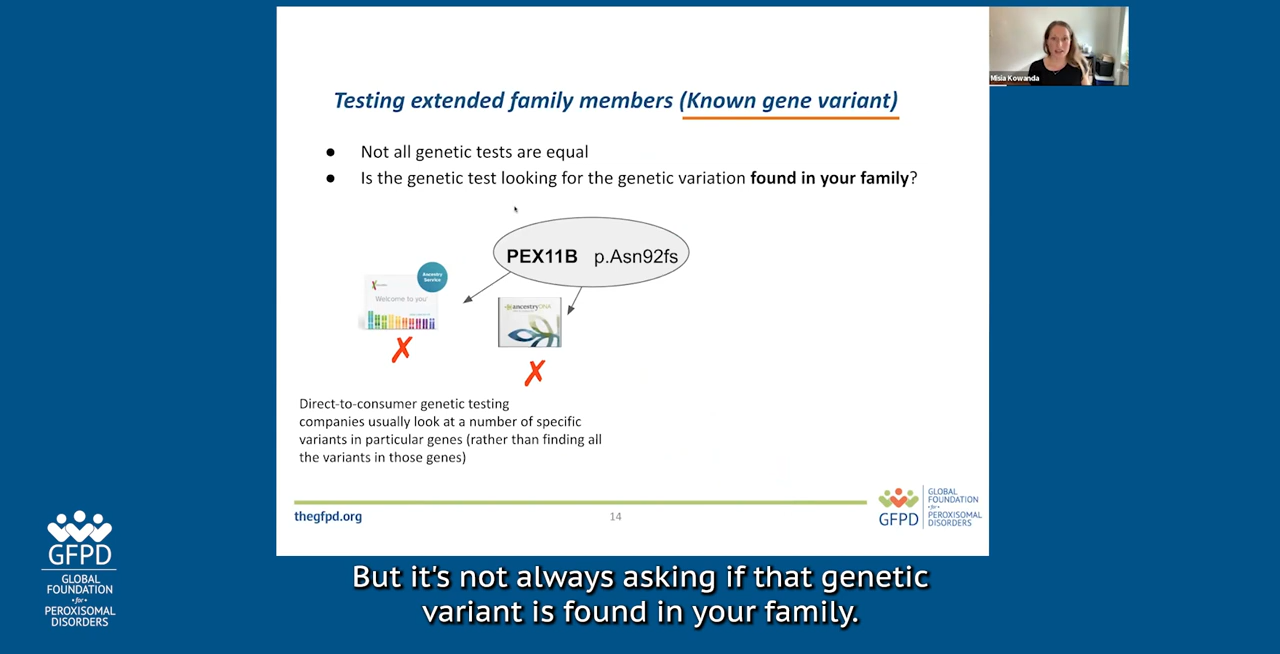 Misia Kowanda
Testing extended family members (Known gene variant)
● Not all genetic tests are equal
● Is the genetic test looking for the genetic variation found in your family?
PEX11B p.Asn92fs
Ancestry
Service
Welcome to you
ancestryDNA
✗
✗
Direct-to-consumer genetic testing
companies usually look at a number of specific
variants in particular genes (rather than finding all
the variants in those genes)
thegfpd.org
14
GFPD
GLOBAL
FOUNDATION
for
PEROXISOMAL
DISORDERS
GFPD
GLOBAL
FOUNDATION
for
PEROXISOMAL
DISORDERS
But it's not always asking if that genetic
variant is found in your family.